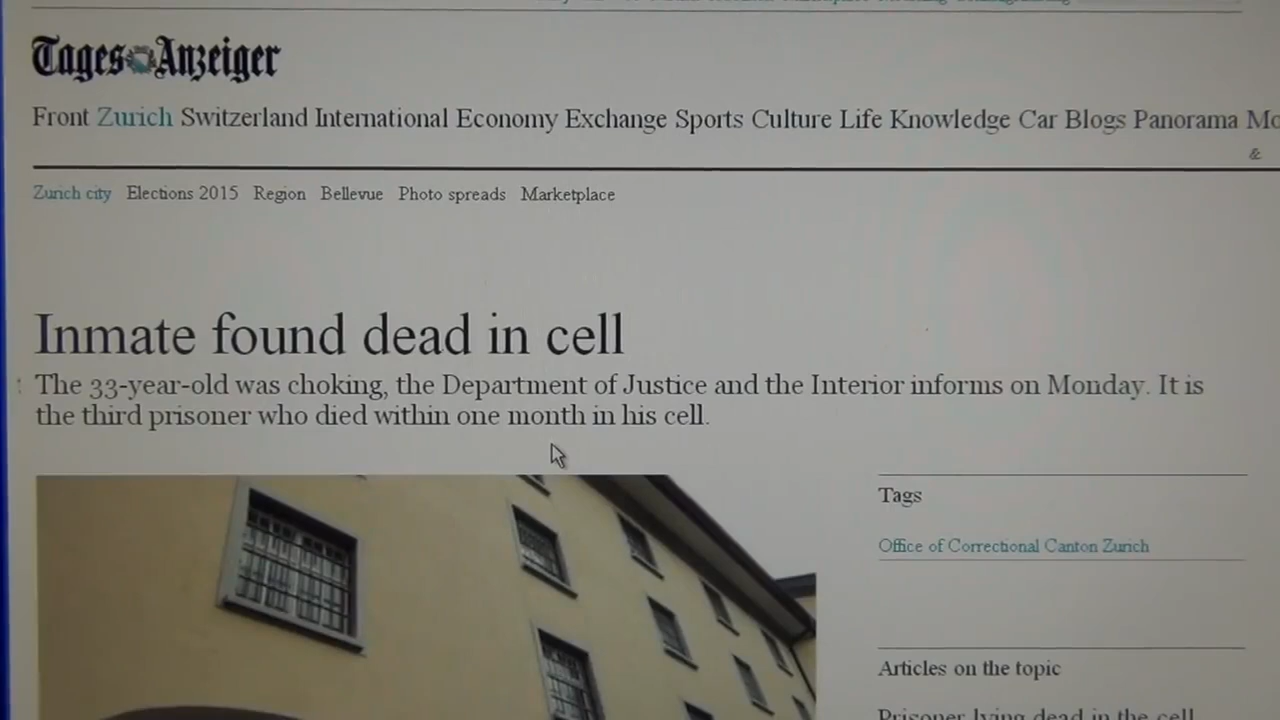 Tages Anzeiger
Front Zurich Switzerland International Economy Exchange Sports Culture Life Knowledge Car Blogs Panorama
&
Zurich city Elections 2015 Region Bellevue Photo spreads Marketplace
Inmate found dead in cell
The 33-year-old was choking, the Department of Justice and the Interior informs on Monday. It is
the third prisoner who died within one month in his cell.
Tags
Office of Correctional Canton Zurich
Articles on the topic
Prisoner lying dead in the cell